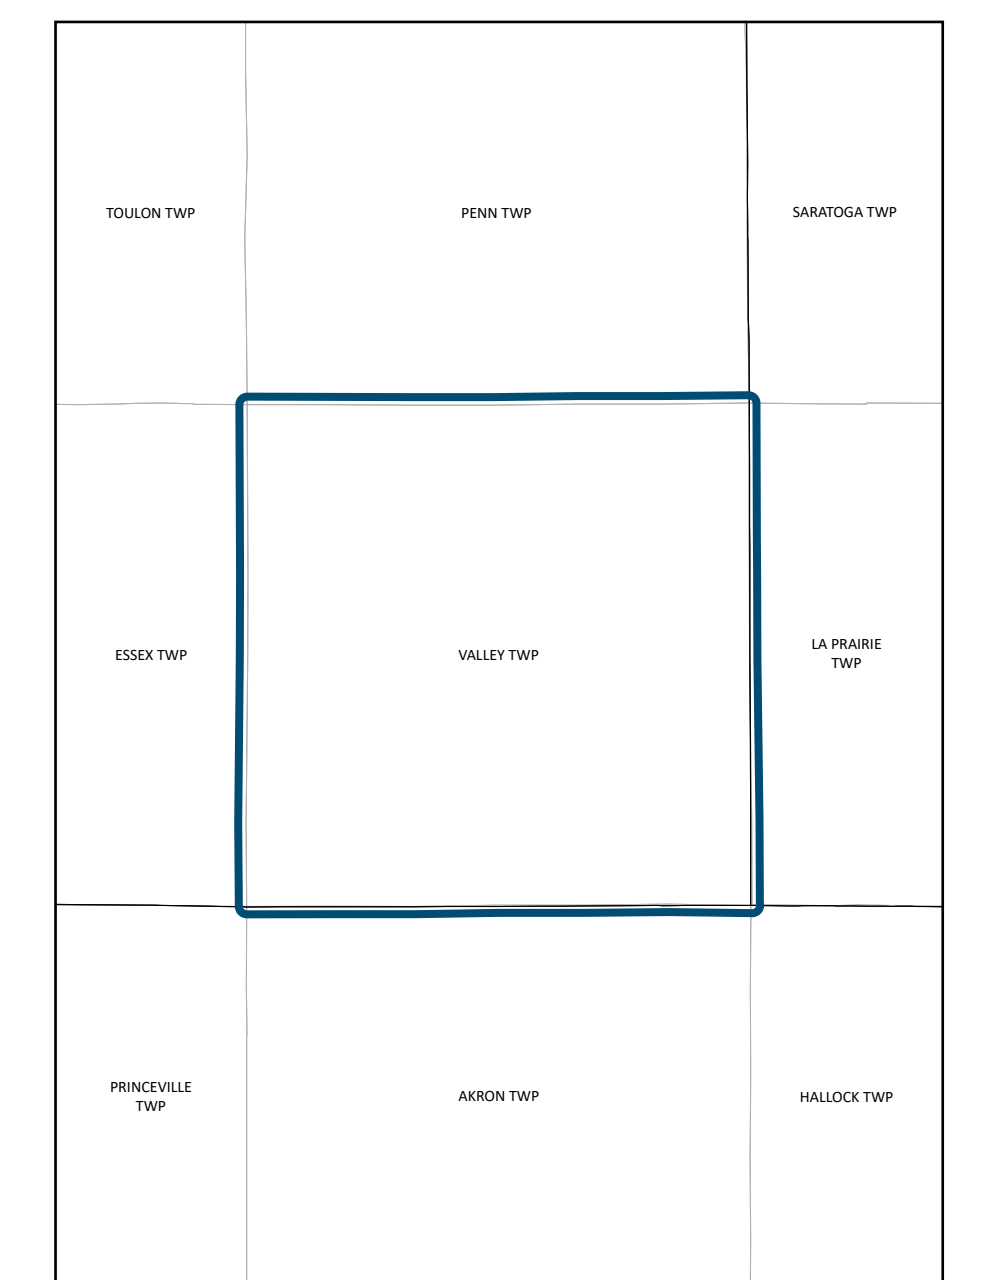 TOULON TWP
PENN TWP
SARATOGA TWP
ESSEX TWP
VALLEY TWP
LA PRAIRIE
TWP
PRINCEVILLE
TWP
AKRON TWP
HALLOCK TWP